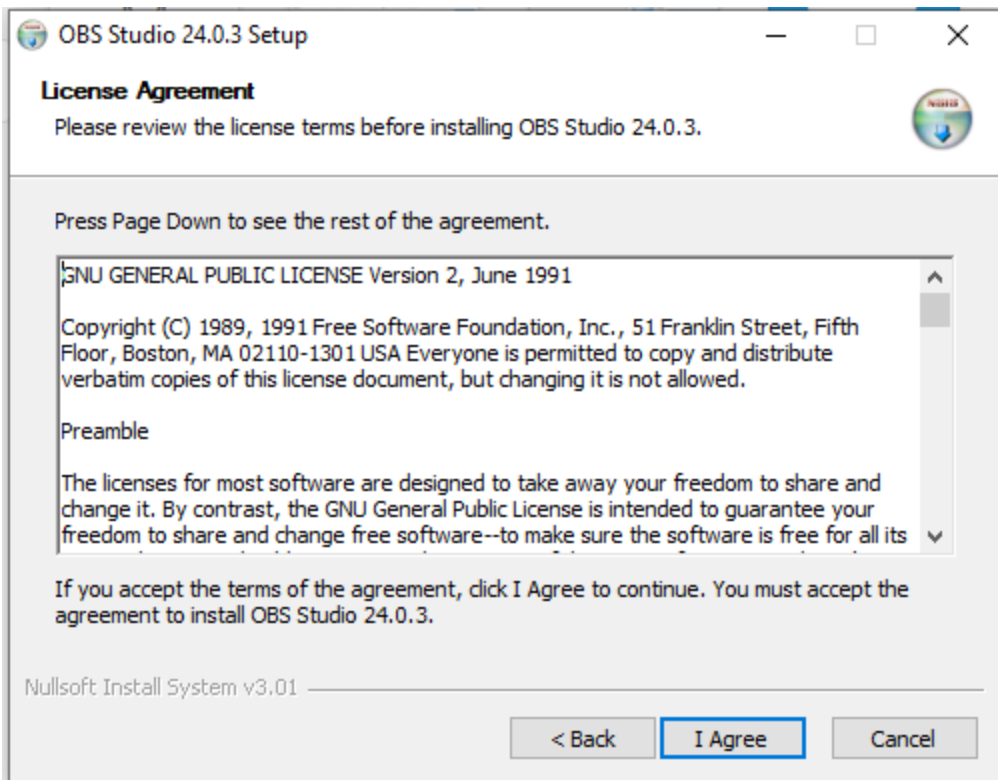 OBS Studio 24.0.3 Setup
License Agreement
Please review the license terms before installing OBS Studio 24.0.3.
Press Page Down to see the rest of the agreement.
GNU GENERAL PUBLIC LICENSE Version 2, June 1991
Copyright (C) 1989, 1991 Free Software Foundation, Inc., 51 Franklin Street, Fifth
Floor, Boston, MA 02110-1301 USA Everyone is permitted to copy and distribute
verbatim copies of this license document, but changing it is not allowed.
Preamble
The licenses for most software are designed to take away your freedom to share and
change it. By contrast, the GNU General Public License is intended to guarantee your
freedom to share and change free software--to make sure the software is free for all its
If you accept the terms of the agreement, click I Agree to continue. You must accept the
agreement to install OBS Studio 24.0.3.
Nullsoft Install System v3.01
< Back
I Agree
Cancel